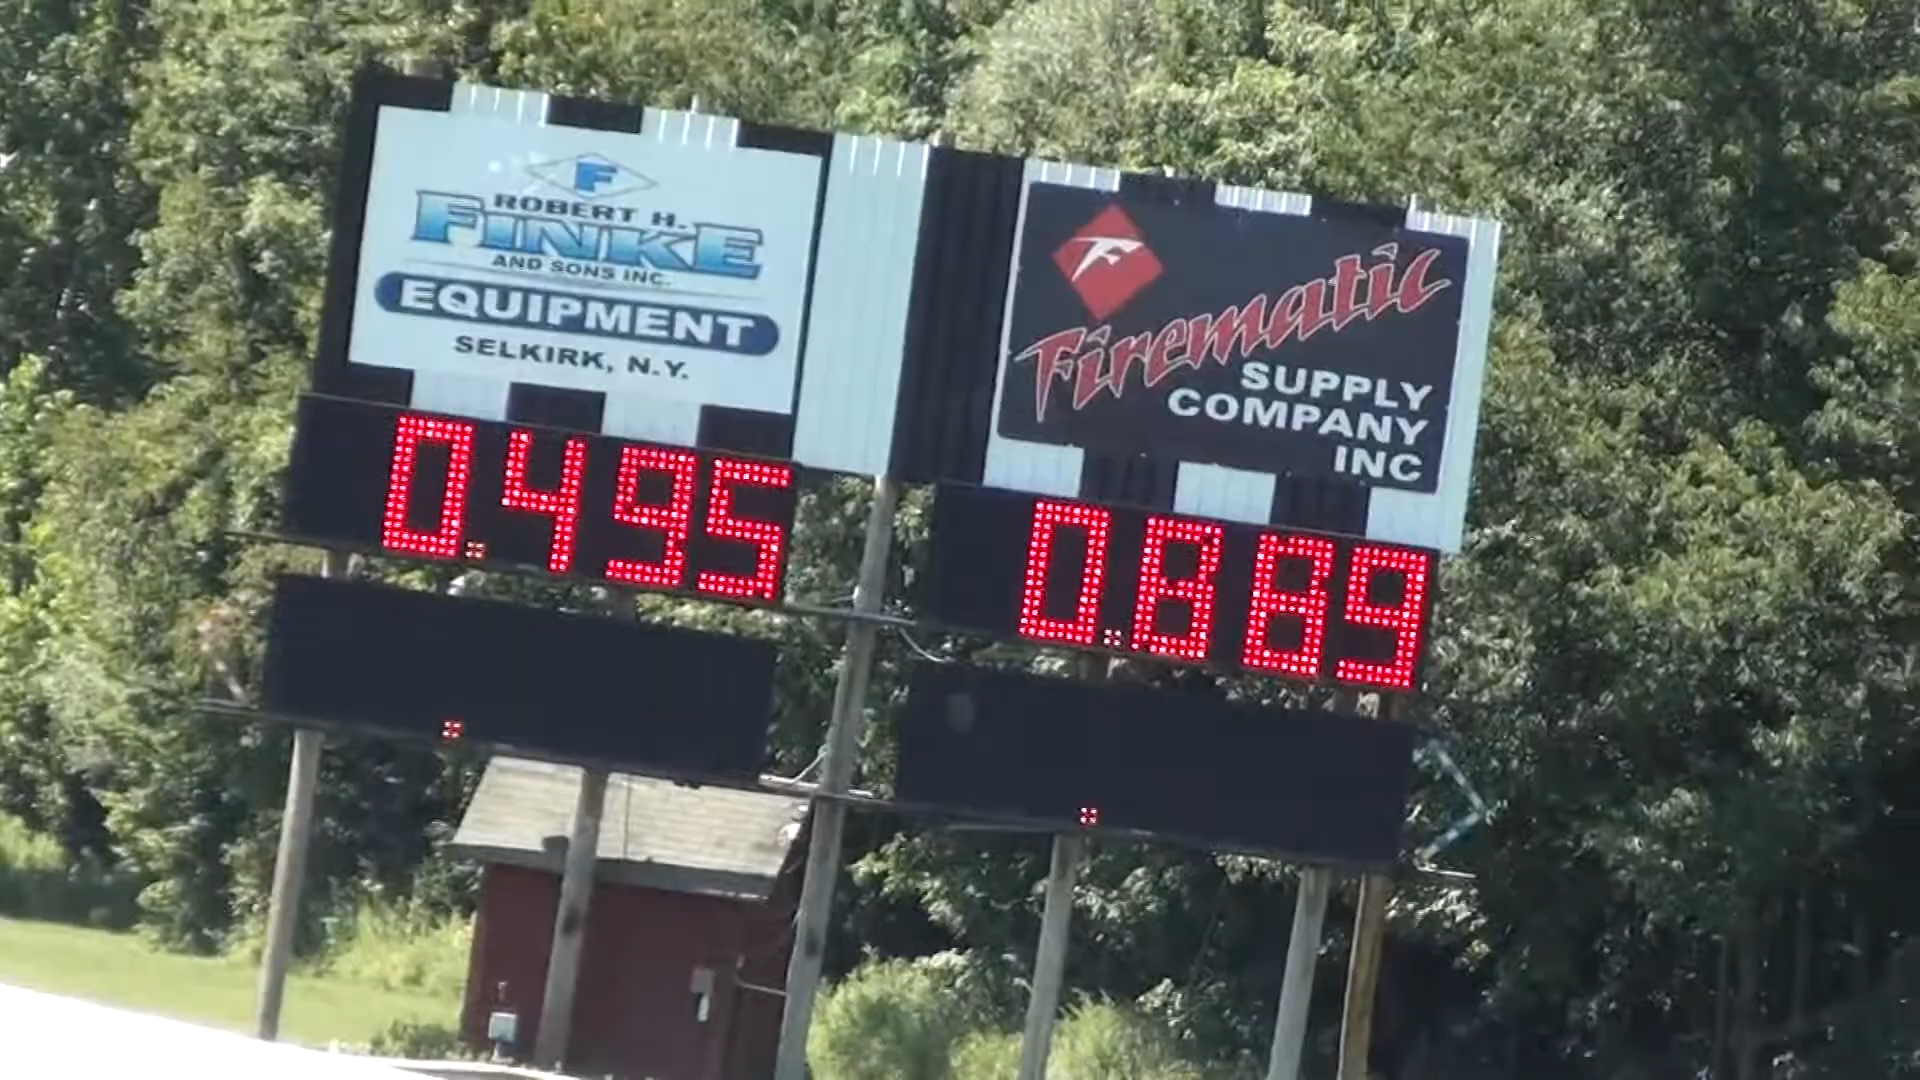 F
ROBERT H.
FINKE
AND SONS INC.
EQUIPMENT
SELKIRK, N.Y.
0.495
F
Firematic
SUPPLY
COMPANY
INC
0.889